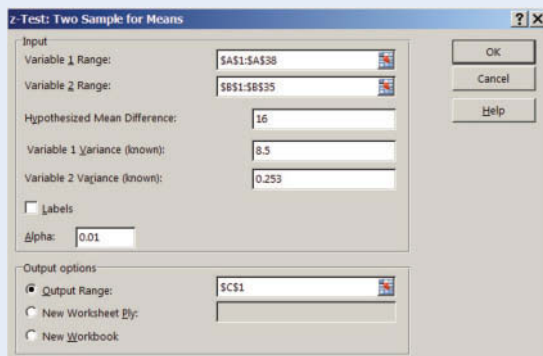 z-Test: Two Sample for Means
Input
Variable 1 Range: $A$1:$A$38
Variable 2 Range: $B$1:$B$35
Hypothesized Mean Difference: 16
Variable 1 Variance (known): 8.5
Variable 2 Variance (known): 0.253
Labels
Alpha: 0.01
OK
Cancel
Help
Output options
Output Range: $C$1
New Worksheet Ply:
New Workbook